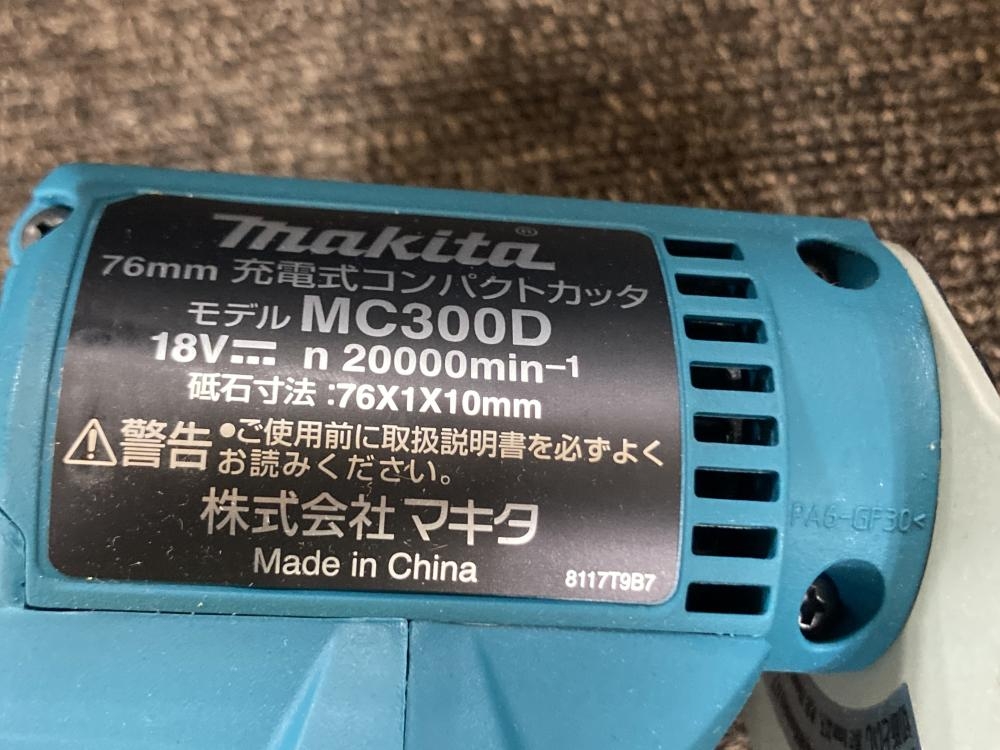 makita®
76mm 充電式コンパクトカッタ
モデル MC300D
18V⎓ n 20000min⁻¹
砥石寸法 :76X1X10mm
⚠警告 •ご使用前に取扱説明書を必ずよく
お読みください。
株式会社 マキタ
Made in China 8117T9B7
PA6-GF30<